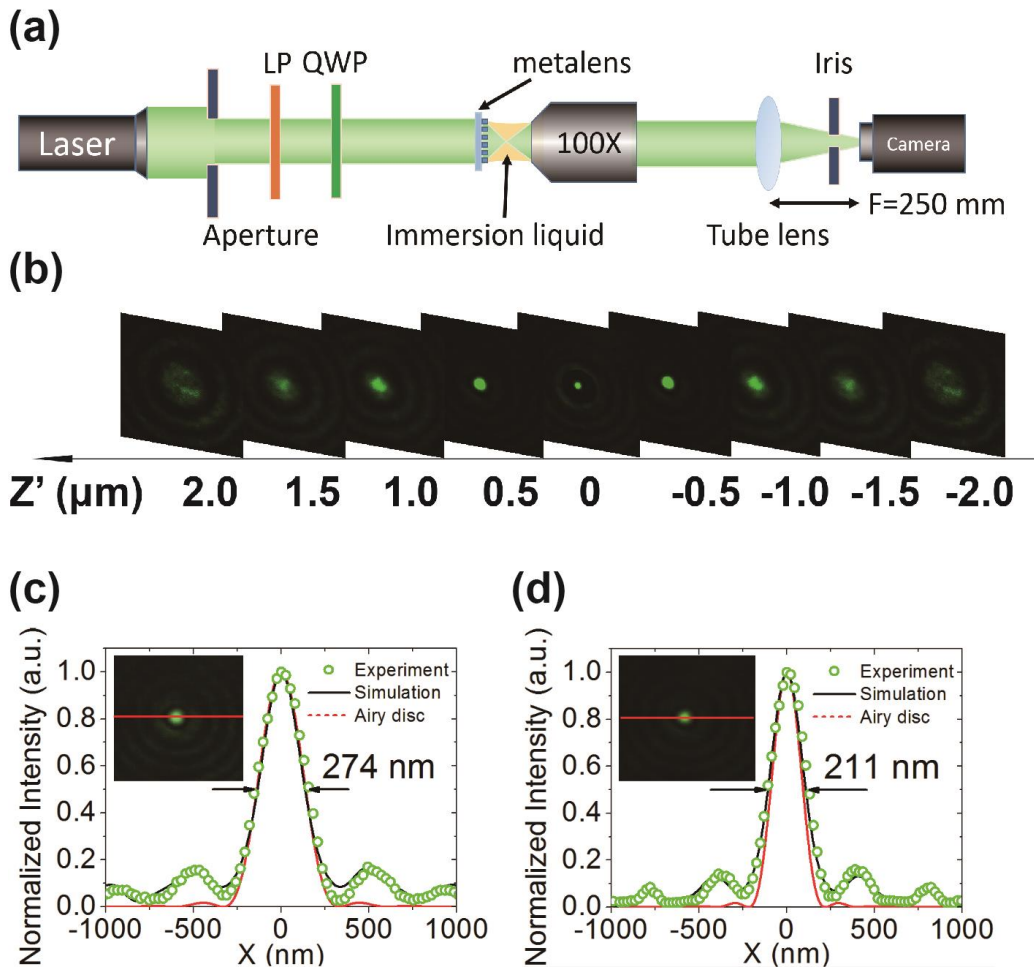 (a)
LP QWP metalens Iris
Laser 100X Camera
F=250 mm
Aperture Immersion liquid Tube lens
(b)
Z' (μm) 2.0 1.5 1.0 0.5 0 -0.5 -1.0 -1.5 -2.0
(c)
Normalized Intensity (a.u.)
1.0
0.8
0.6
0.4
0.2
0.0
Experiment
Simulation
Airy disc
274 nm
-1000 -500 0 500 1000
X (nm)
(d)
Normalized Intensity (a.u.)
1.0
0.8
0.6
0.4
0.2
0.0
Experiment
Simulation
Airy disc
211 nm
-1000 -500 0 500 1000
X (nm)